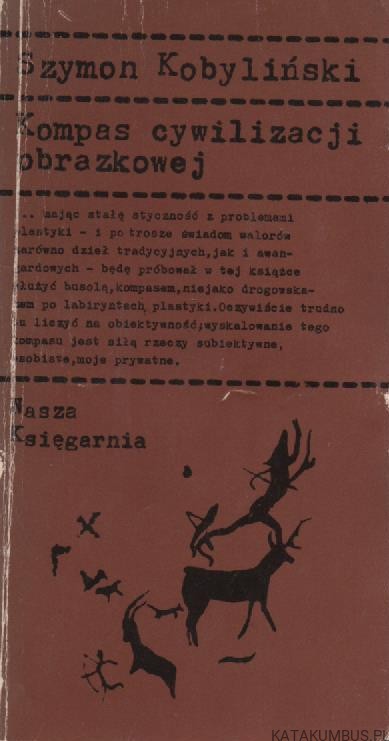 Szymon Kobyliński
Kompas cywilizacji
obrazkowej
... mając stałę styczność z problemami
plastyki - i po trosze świadom walorów
zarówno dzieł tradycyjnych,jak i awan-
gardowych - będę próbował w tej książce
służyć busolą,kompasem,niejako drogowska-
zem po labiryntach plastyki.Oczywiście trudno
tu liczyć na obiektywność;wyskalowanie tego
kompasu jest siłą rzeczy subiektywne,
osobiste,moje prywatne.
Nasza
Księgarnia
KATAKUMBUS.PL